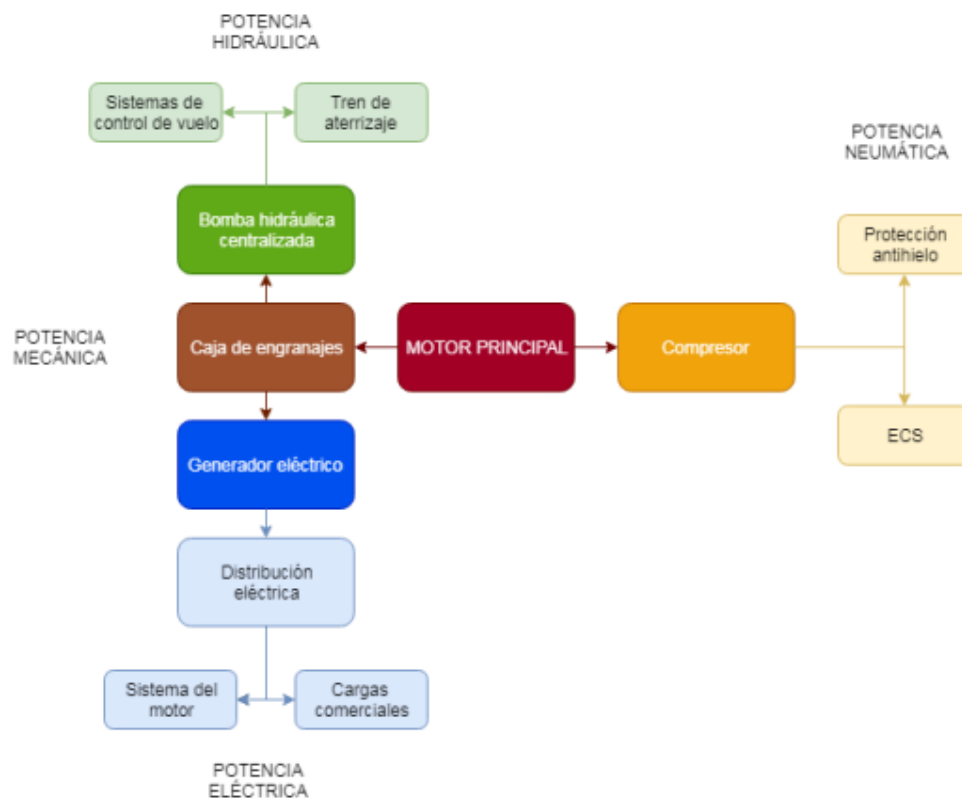 POTENCIA
HIDRÁULICA
Sistemas de
control de vuelo
Tren de
aterrizaje
POTENCIA
NEUMÁTICA
Bomba hidráulica
centralizada
Protección
antihielo
POTENCIA
MECÁNICA
Caja de engranajes
MOTOR PRINCIPAL
Compresor
ECS
Generador eléctrico
Distribución
eléctrica
Sistema del
motor
Cargas
comerciales
POTENCIA
ELÉCTRICA